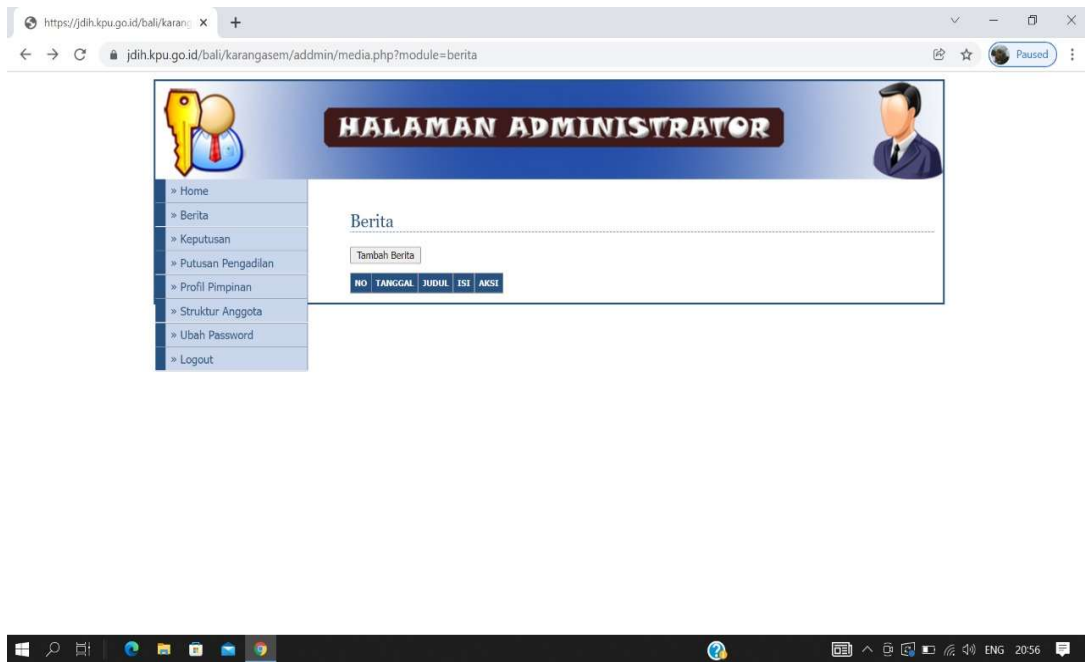 https://jdih.kpu.go.id/bali/karang
jdih.kpu.go.id/bali/karangasem/addmin/media.php?module=berita
Paused
HALAMAN ADMINISTRATOR
» Home
» Berita
» Keputusan
» Putusan Pengadilan
» Profil Pimpinan
» Struktur Anggota
» Ubah Password
» Logout
Berita
Tambah Berita
NO TANGGAL JUDUL ISI AKSI
ENG 20:56